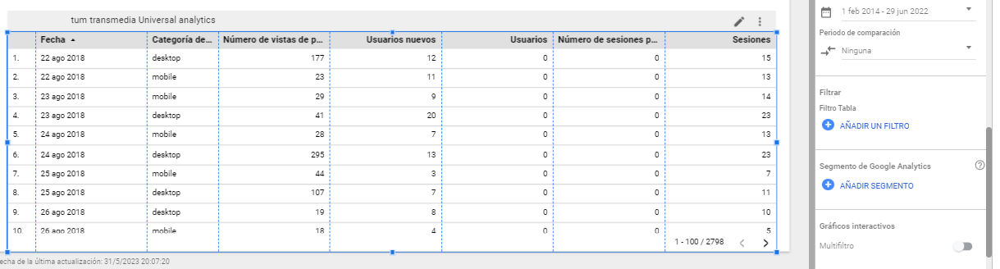 tum transmedia Universal analytics
Fecha Categoría de... Número de vistas de p... Usuarios nuevos Usuarios Número de sesiones p... Sesiones
1. 22 ago 2018 desktop 177 12 0 0 15
2. 22 ago 2018 mobile 23 11 0 0 13
3. 23 ago 2018 mobile 29 9 0 0 14
4. 23 ago 2018 desktop 41 20 0 0 23
5. 24 ago 2018 mobile 28 7 0 0 13
6. 24 ago 2018 desktop 295 13 0 0 23
7. 25 ago 2018 mobile 44 3 0 0 7
8. 25 ago 2018 desktop 107 7 0 0 11
9. 26 ago 2018 desktop 19 8 0 0 10
10. 26 ago 2018 mobile 18 4 0 0 5
1 - 100 / 2798
echa de la última actualización: 31/5/2023 20:07:20
1 feb 2014 - 29 jun 2022
Periodo de comparación
Ninguna
Filtrar
Filtro Tabla
AÑADIR UN FILTRO
Segmento de Google Analytics
AÑADIR SEGMENTO
Gráficos interactivos
Multifiltro